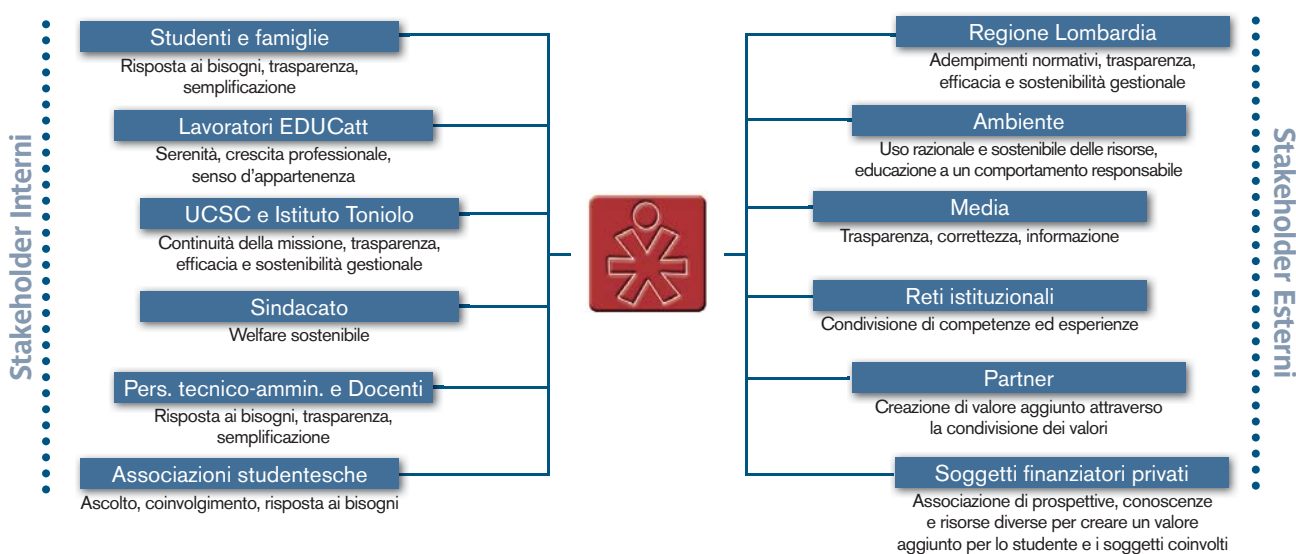 Stakeholder Interni
Studenti e famiglie
Risposta ai bisogni, trasparenza,
semplificazione
Lavoratori EDUCatt
Serenità, crescita professionale,
senso d'appartenenza
UCSC e Istituto Toniolo
Continuità della missione, trasparenza,
efficacia e sostenibilità gestionale
Sindacato
Welfare sostenibile
Pers. tecnico-ammin. e Docenti
Risposta ai bisogni, trasparenza,
semplificazione
Associazioni studentesche
Ascolto, coinvolgimento, risposta ai bisogni
Regione Lombardia
Adempimenti normativi, trasparenza,
efficacia e sostenibilità gestionale
Ambiente
Uso razionale e sostenibile delle risorse,
educazione a un comportamento responsabile
Media
Trasparenza, correttezza, informazione
Reti istituzionali
Condivisione di competenze ed esperienze
Partner
Creazione di valore aggiunto attraverso
la condivisione dei valori
Soggetti finanziatori privati
Associazione di prospettive, conoscenze
e risorse diverse per creare un valore
aggiunto per lo studente e i soggetti coinvolti
Stakeholder Esterni